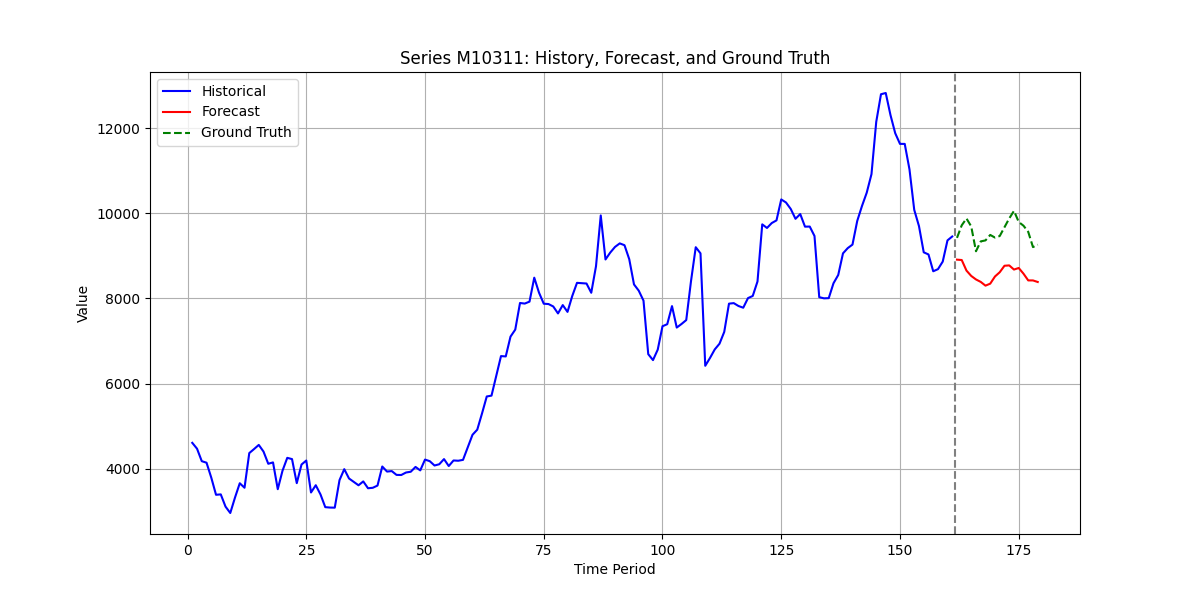 Series M10311: History, Forecast, and Ground Truth
Historical
Forecast
Ground Truth
12000
10000
8000
6000
4000
Value
0 25 50 75 100 125 150 175
Time Period